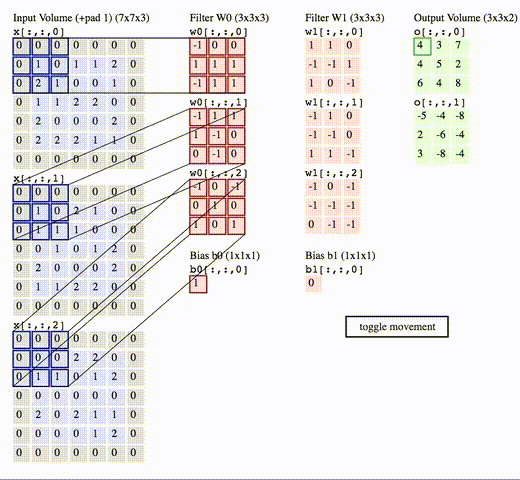 Input Volume (+pad 1) (7x7x3) Filter W0 (3x3x3) Filter W1 (3x3x3) Output Volume (3x3x2)
x[:,:,0] w0[:,:,0] w1[:,:,0] o[:,:,0]
0 0 0 0 0 0 0 -1 0 0 1 1 0 4 3 7
0 1 0 1 1 2 0 1 1 1 -1 -1 1 4 5 2
0 2 1 0 0 1 0 -1 1 1 0 -1 -1 6 4 8
0 1 1 2 2 0 0 w0[:,:,1] w1[:,:,1] o[:,:,1]
-1 1 1 -1 1 0 -5 -4 -8
0 2 0 0 0 0 0
0 2 2 2 1 1 0 1 -1 0 -1 -1 0 2 -6 -4
0 0 0 0 0 0 0 0 -1 0 1 1 -1 3 -8 -4
x[:,:,1] w0[:,:,2] w1[:,:,2]
0 0 0 0 0 0 0 -1 0 -1 -1 0 -1
0 1 0 2 1 0 0 0 1 0 -1 -1 -1
0 1 1 1 0 0 0 1 0 1 0 -1 -1
0 0 1 0 1 2 0 Bias b0 (1x1x1) Bias b1 (1x1x1)
b0[:,:,0] b1[:,:,0]
0 2 0 0 1 2 0 1 0
0 1 1 2 2 0 0
0 0 0 0 0 0 0
x[:,:,2]
0 0 0 0 0 0 0
0 0 0 2 2 0 0
0 1 1 0 1 2 0
0 0 0 0 0 0 0
0 2 0 2 1 1 0
0 0 0 0 1 2 0
0 0 0 0 0 0 0
toggle movement